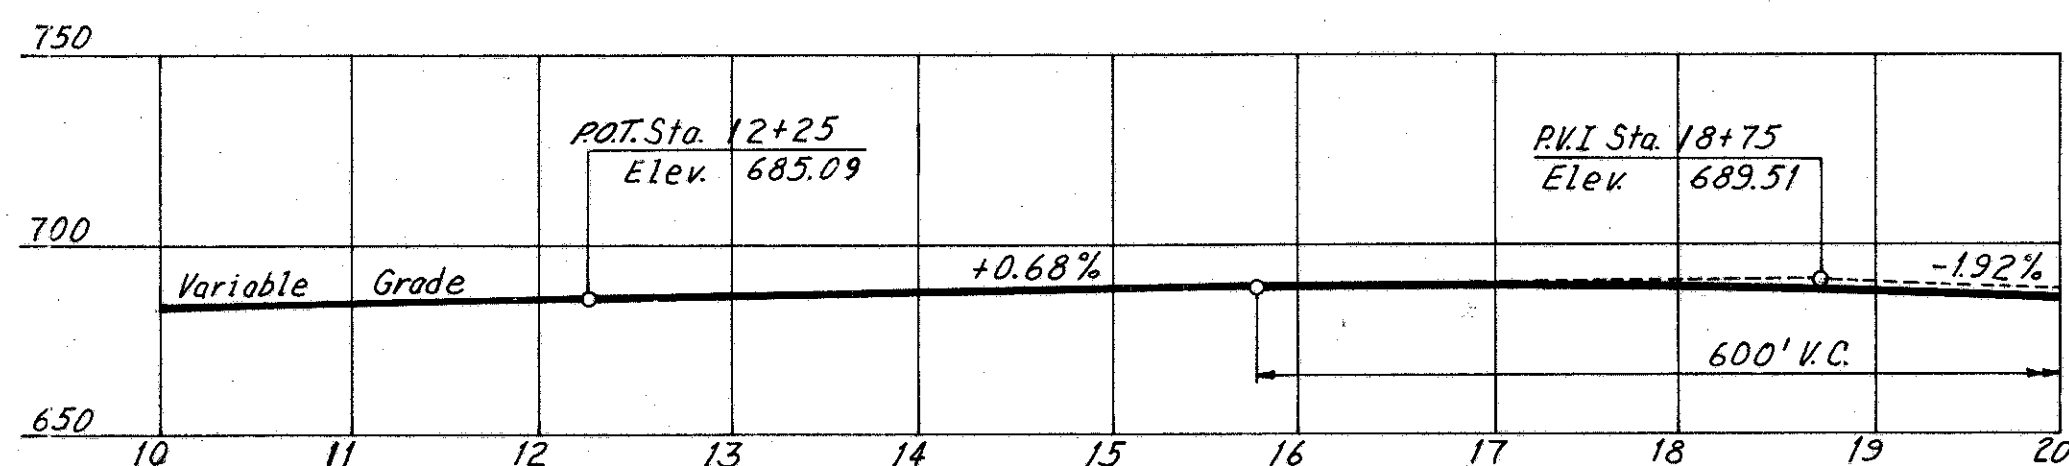 750
P.O.T. Sta. 12+25
Elev. 685.09
P.V.I Sta. 18+75
Elev. 689.51
700
Variable Grade
+0.68%
-1.92%
600' V.C.
650
10 11 12 13 14 15 16 17 18 19 20